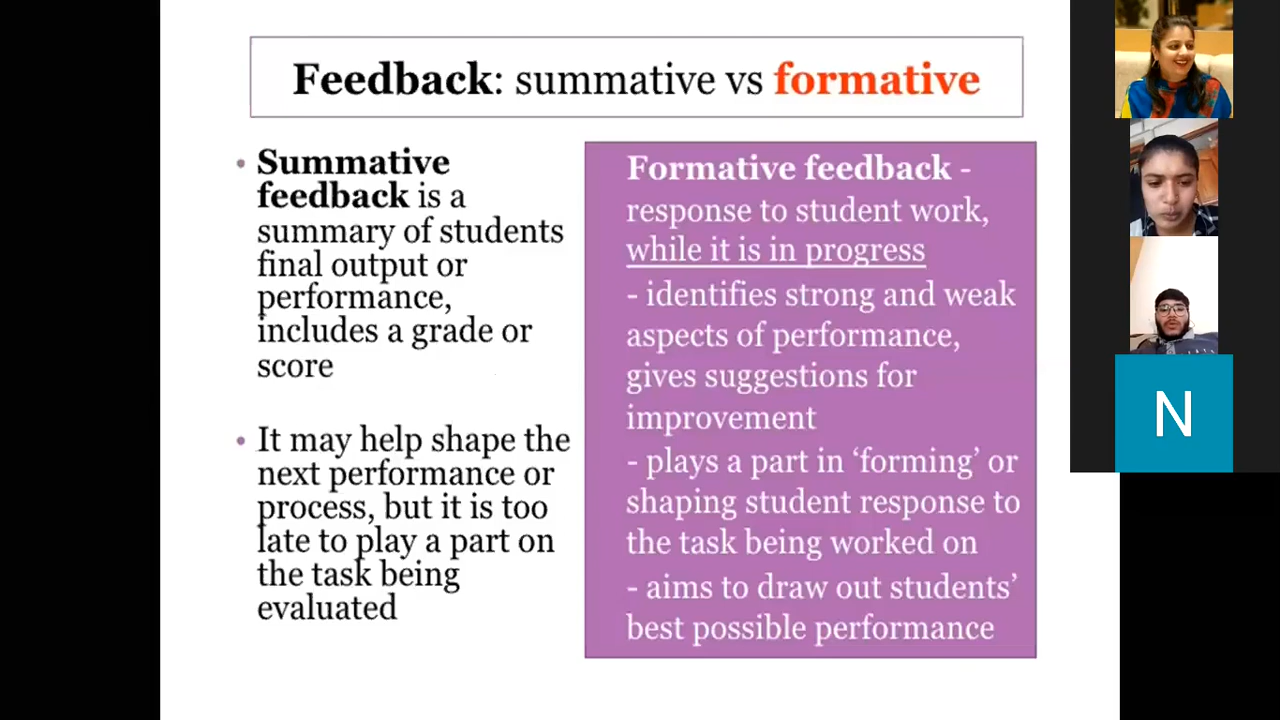 Feedback: summative vs formative
• Summative
feedback is a
summary of students
final output or
performance,
includes a grade or
score
• It may help shape the
next performance or
process, but it is too
late to play a part on
the task being
evaluated
Formative feedback -
response to student work,
while it is in progress
- identifies strong and weak
aspects of performance,
gives suggestions for
improvement
- plays a part in ‘forming’ or
shaping student response to
the task being worked on
- aims to draw out students’
best possible performance
N